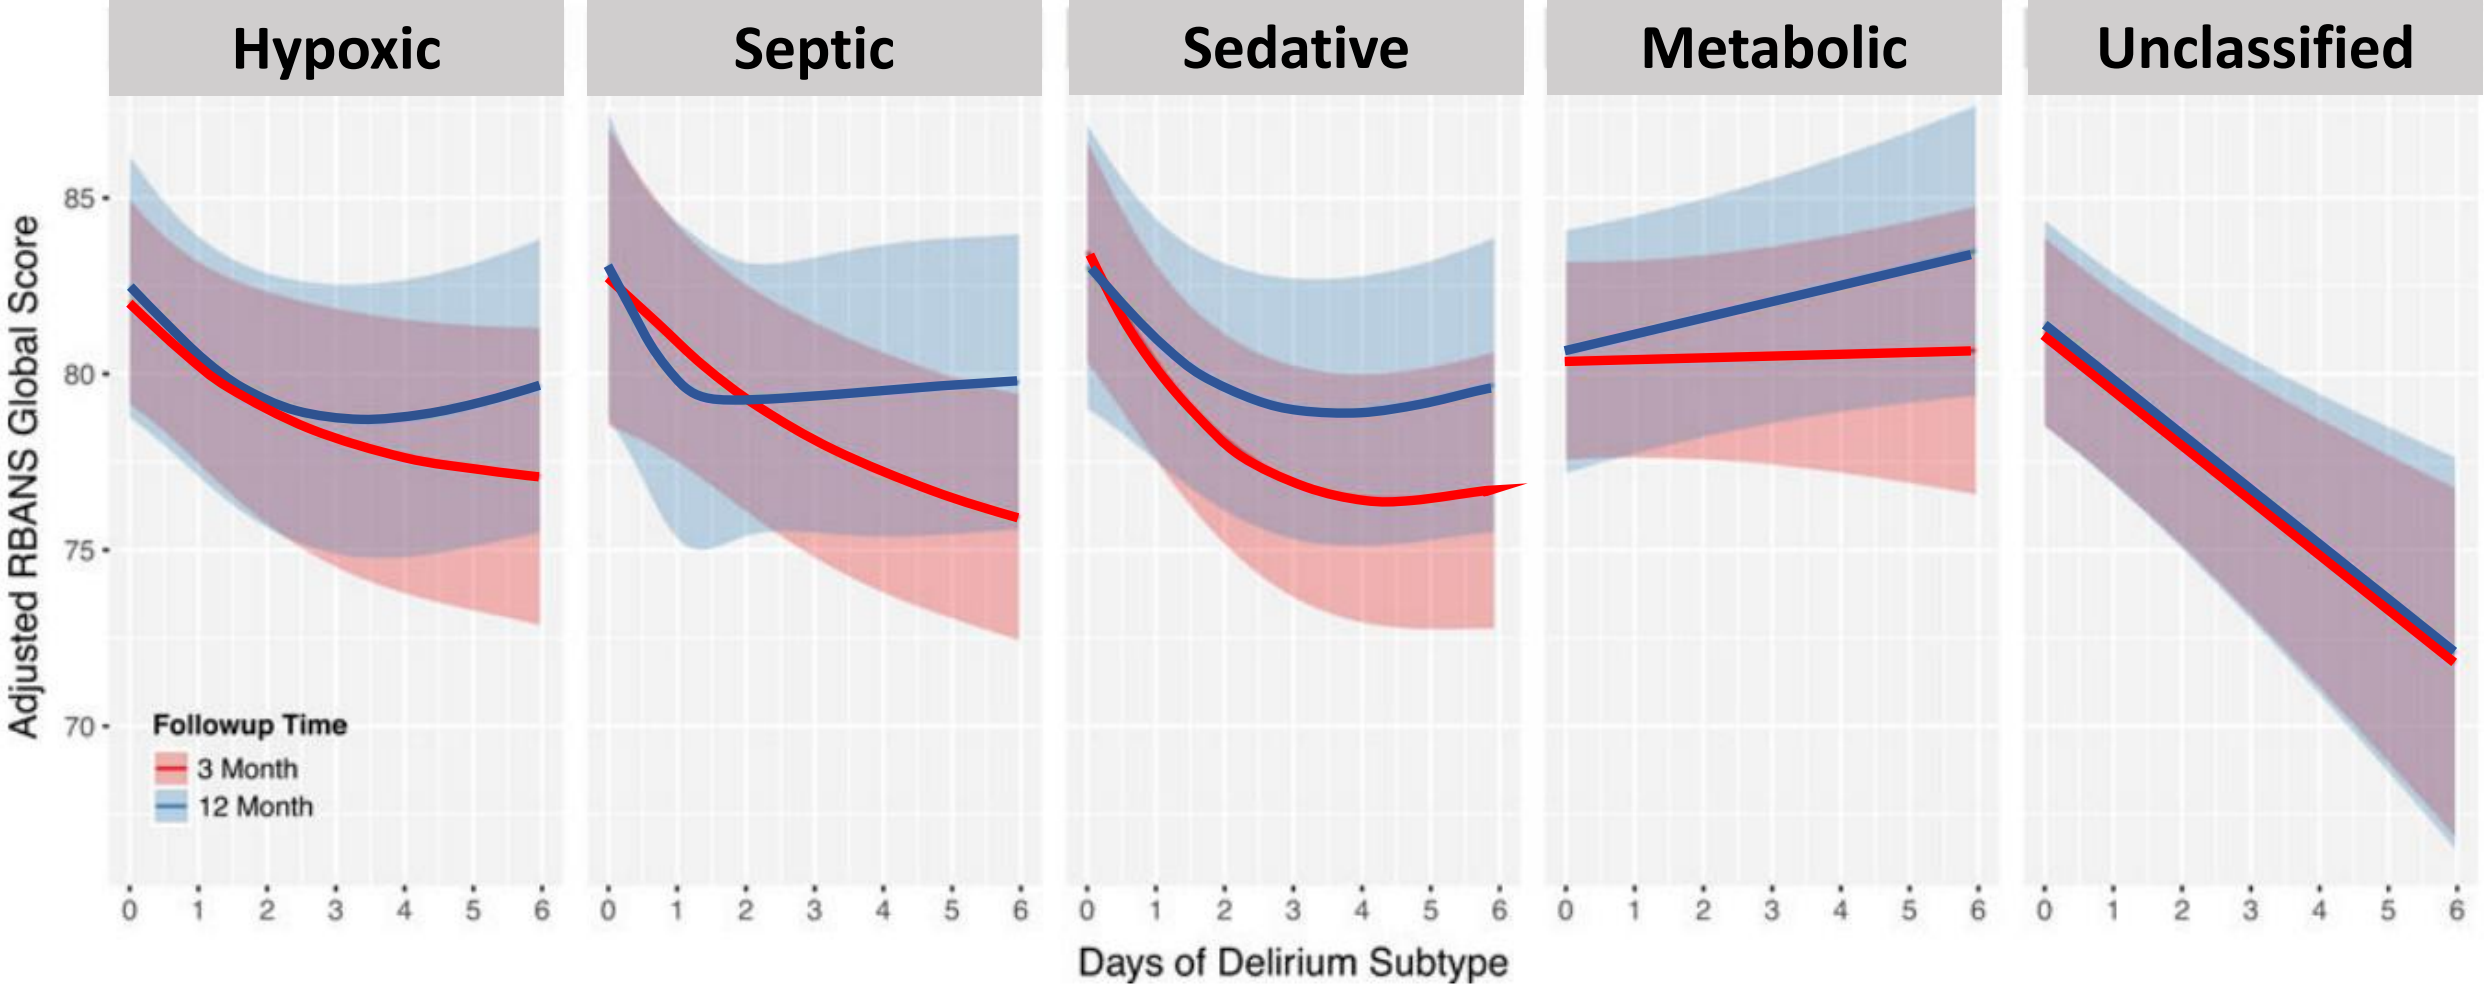 Hypoxic Septic Sedative Metabolic Unclassified
Adjusted RBANS Global Score
85
80
75
70
Followup Time
3 Month
12 Month
0 1 2 3 4 5 6 0 1 2 3 4 5 6 0 1 2 3 4 5 6 0 1 2 3 4 5 6 0 1 2 3 4 5 6
Days of Delirium Subtype